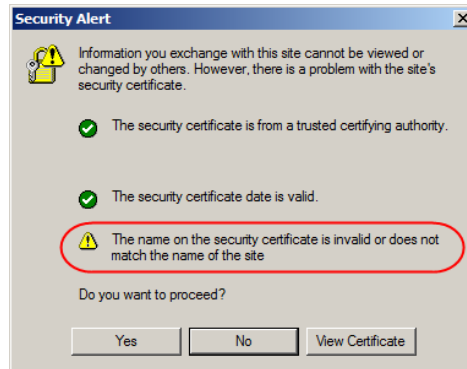 Security Alert
Information you exchange with this site cannot be viewed or
changed by others. However, there is a problem with the site's
security certificate.
The security certificate is from a trusted certifying authority.
The security certificate date is valid.
The name on the security certificate is invalid or does not
match the name of the site
Do you want to proceed?
Yes
No
View Certificate